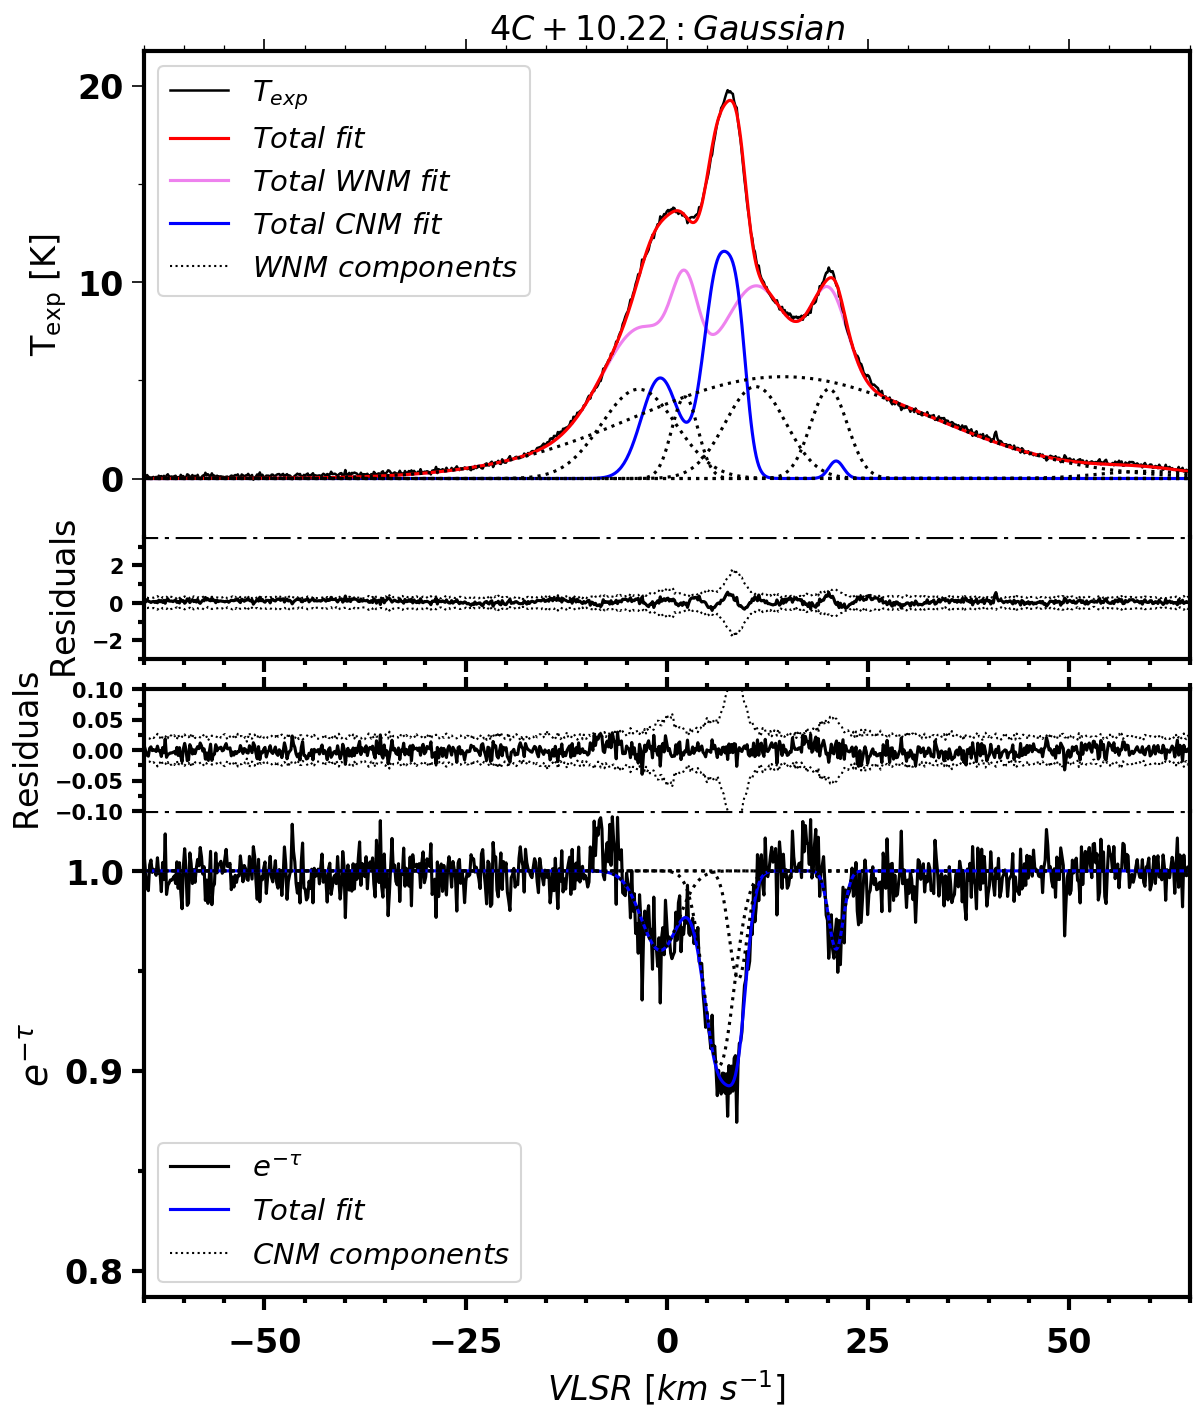 4C + 10.22 : Gaussian
T_exp
Total fit
Total WNM fit
Total CNM fit
WNM components
T_exp [K]
20
10
0
Residuals
2
0
−2
Residuals
0.10
0.05
0.00
−0.05
−0.10
e^−τ
1.0
0.9
0.8
e^−τ
Total fit
CNM components
−50 −25 0 25 50
VLSR [km s^−1]